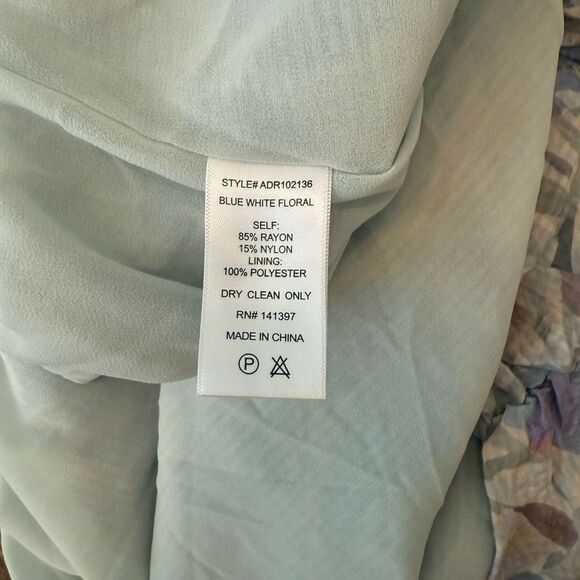 STYLE# ADR102136
BLUE WHITE FLORAL
SELF:
85% RAYON
15% NYLON
LINING:
100% POLYESTER
DRY CLEAN ONLY
RN# 141397
MADE IN CHINA
P